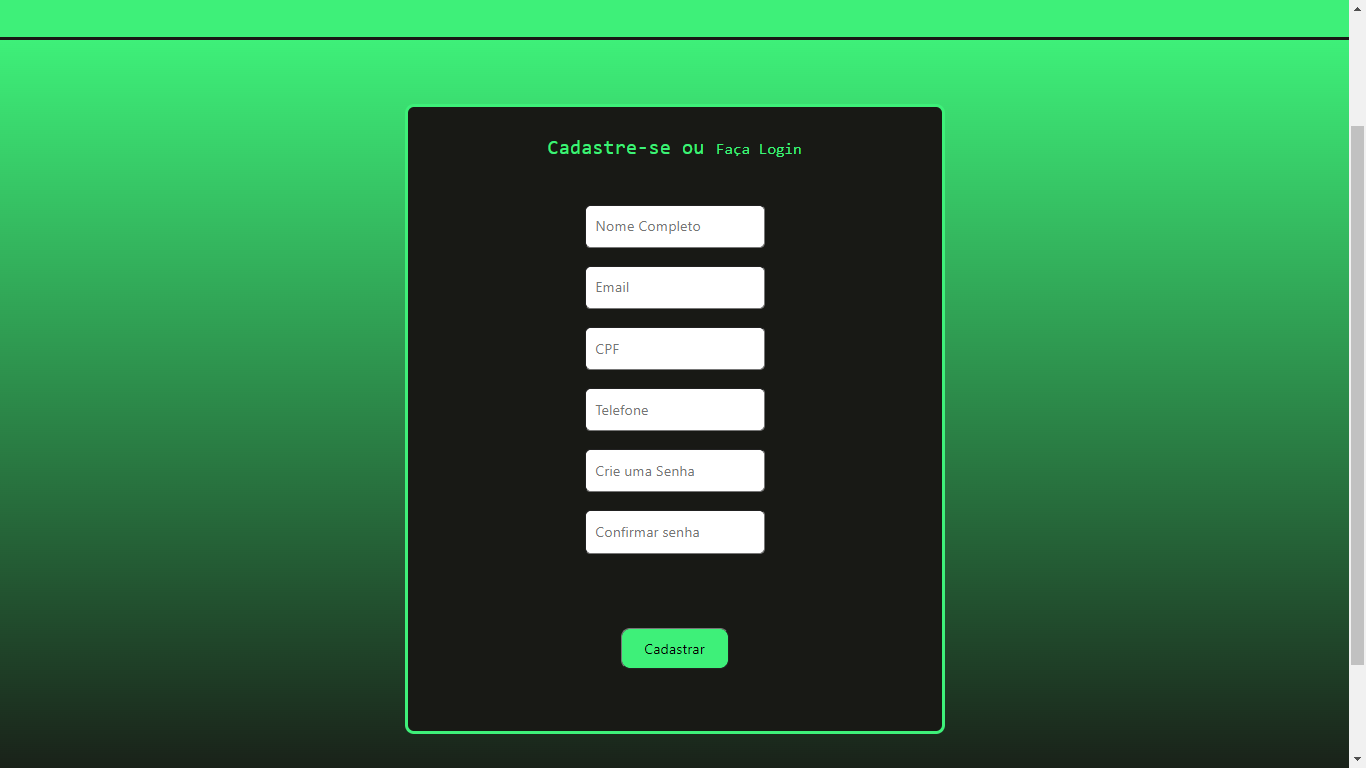 Cadastre-se ou Faça Login
Nome Completo
Email
CPF
Telefone
Crie uma Senha
Confirmar senha
Cadastrar